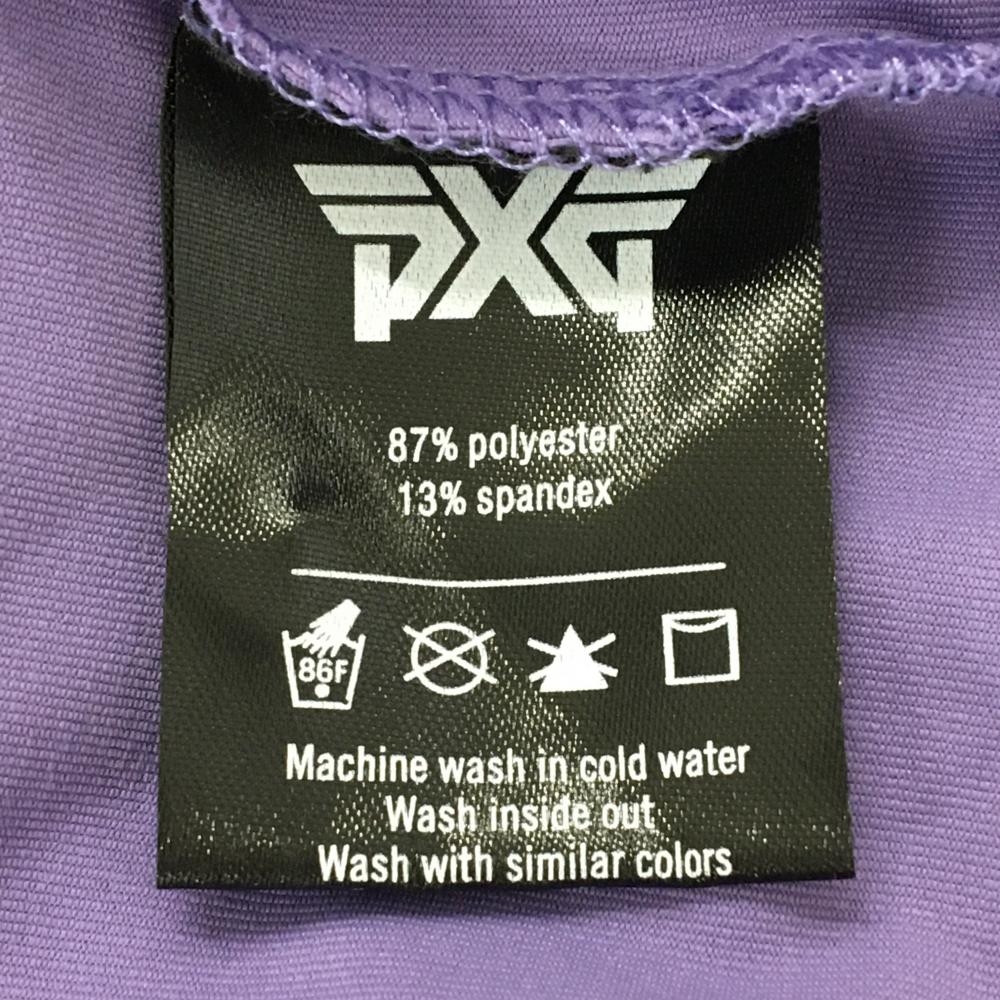 PXG
87% polyester
13% spandex
86F
Machine wash in cold water
Wash inside out
Wash with similar colors